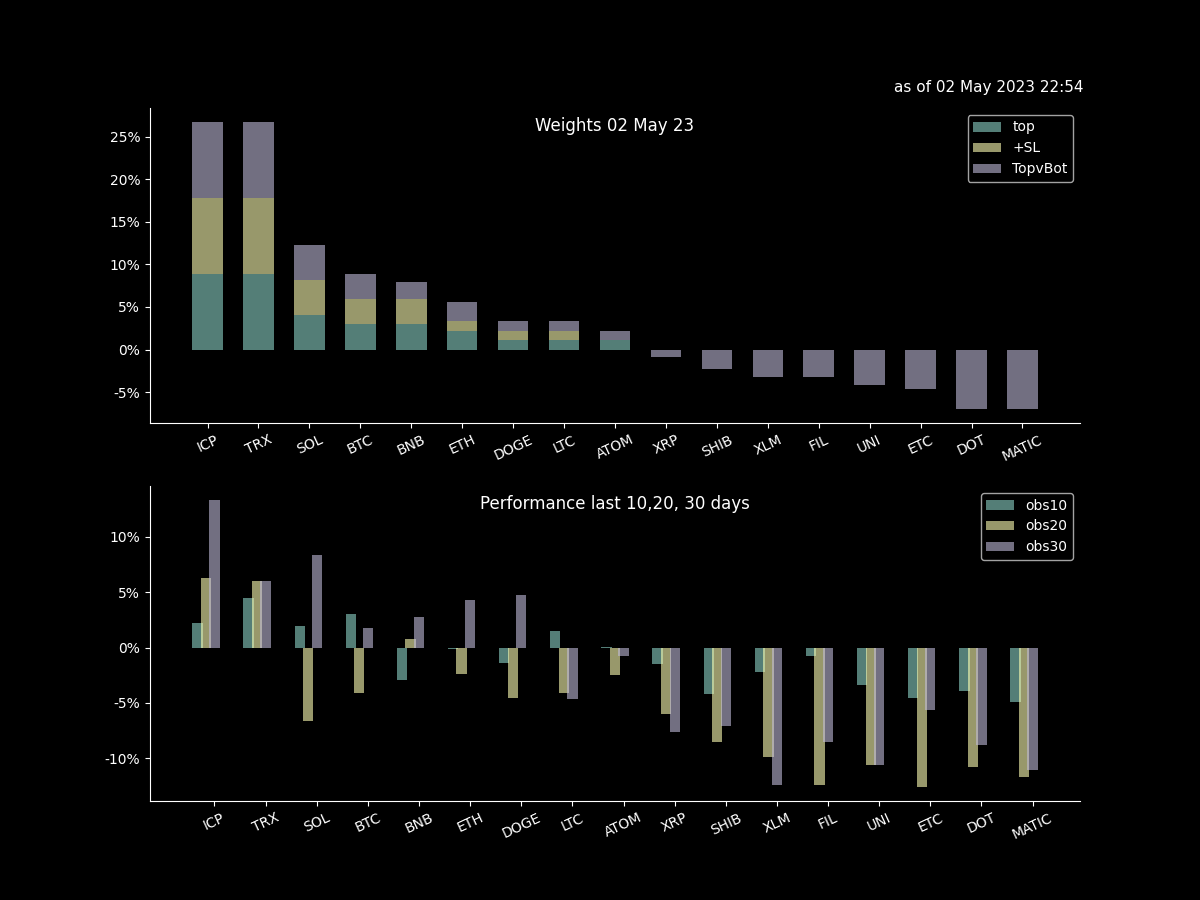 as of 02 May 2023 22:54
Weights 02 May 23
top
+SL
TopvBot
25%
20%
15%
10%
5%
0%
-5%
ICP TRX SOL BTC BNB ETH DOGE LTC ATOM XRP SHIB XLM FIL UNI ETC DOT MATIC
Performance last 10,20, 30 days
obs10
obs20
obs30
10%
5%
0%
-5%
-10%
ICP TRX SOL BTC BNB ETH DOGE LTC ATOM XRP SHIB XLM FIL UNI ETC DOT MATIC